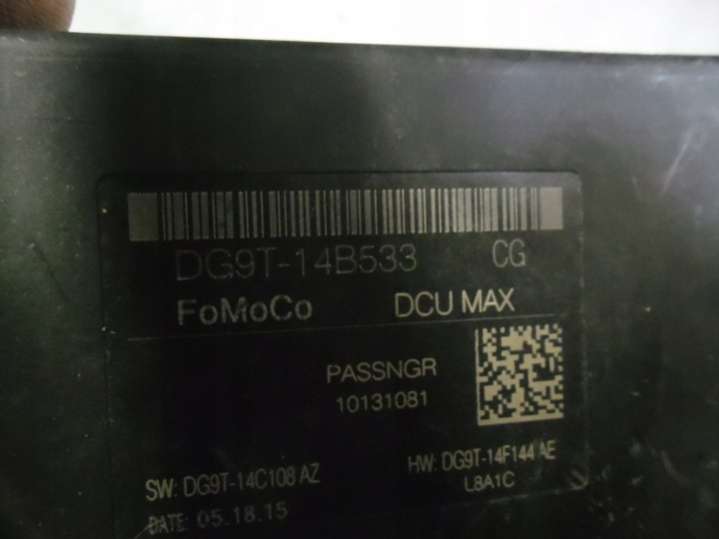 DG9T-14B533 CG
FoMoCo DCU MAX
PASSNGR
10131081
SW: DG9T-14C108 AZ HW: DG9T-14F144 AE
L8A1C
DATE: 05.18.15